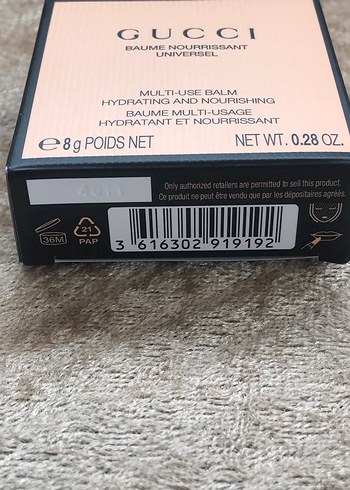 GUCCI
BAUME NOURRISSANT
UNIVERSEL
MULTI-USE BALM
HYDRATING AND NOURISHING
BAUME MULTI-USAGE
HYDRATANT ET NOURRISSANT
℮ 8 g POIDS NET NET WT. 0.28 OZ.
Only authorized retailers are permitted to sell this product.
Ce produit ne peut être vendu que par les dépositaires agréés.
36M
21
PAP
3 616302 919192